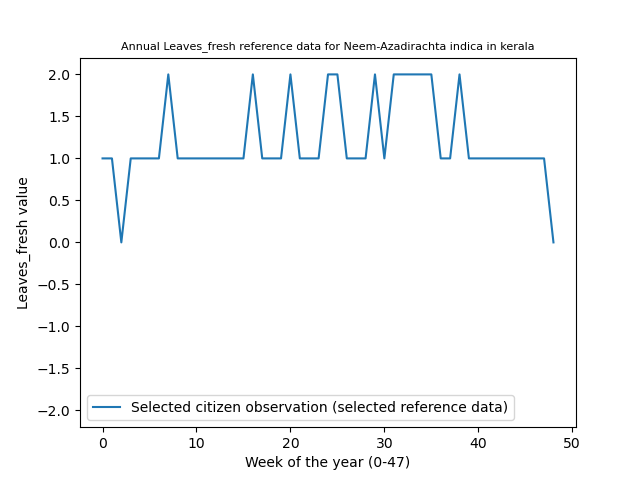 Annual Leaves_fresh reference data for Neem-Azadirachta indica in kerala
2.0
1.5
1.0
0.5
0.0
−0.5
−1.0
−1.5
−2.0
Leaves_fresh value
Selected citizen observation (selected reference data)
0 10 20 30 40 50
Week of the year (0-47)